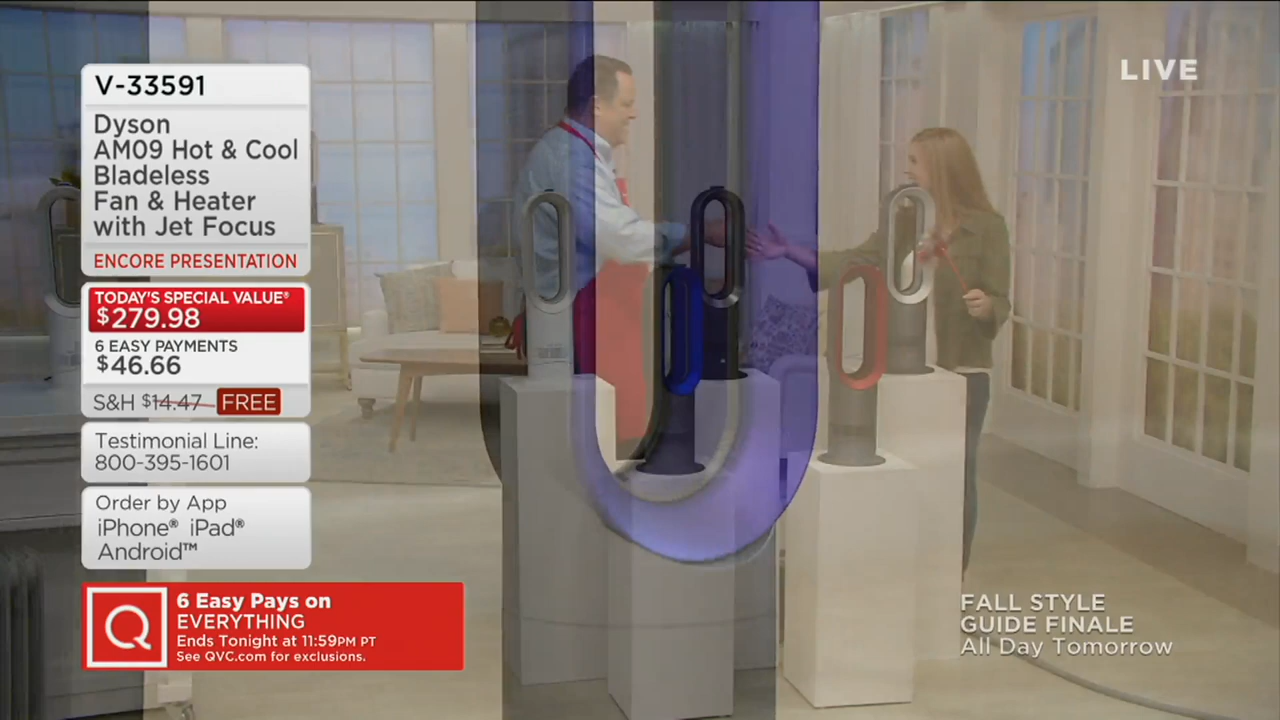 V-33591
Dyson
AM09 Hot & Cool
Bladeless
Fan & Heater
with Jet Focus
ENCORE PRESENTATION
TODAY'S SPECIAL VALUE®
$279.98
6 EASY PAYMENTS
$46.66
S&H $14.47 FREE
Testimonial Line:
800-395-1601
Order by App
iPhone® iPad®
Android™
Q
6 Easy Pays on
EVERYTHING
Ends Tonight at 11:59PM PT
See QVC.com for exclusions.
LIVE
FALL STYLE
GUIDE FINALE
All Day Tomorrow